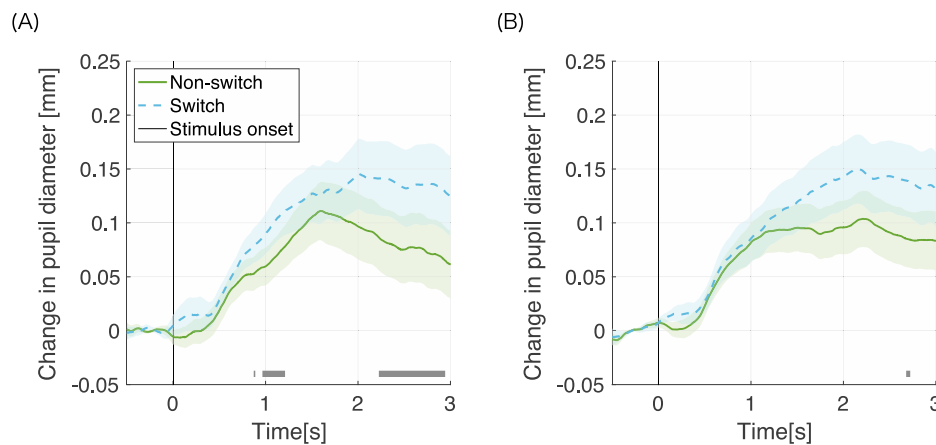 (A)
(B)
Change in pupil diameter [mm]
0.25
0.2
0.15
0.1
0.05
0
-0.05
Non-switch
Switch
Stimulus onset
0 1 2 3
Time[s]
Change in pupil diameter [mm]
0.25
0.2
0.15
0.1
0.05
0
-0.05
0 1 2 3
Time[s]